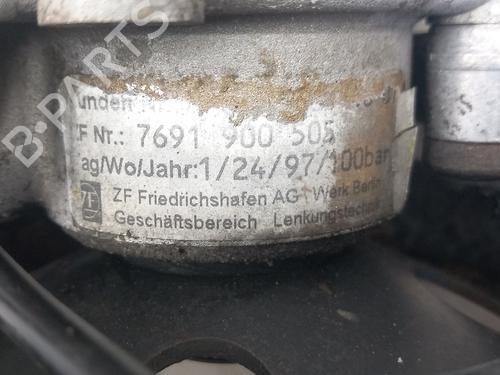 unden
F Nr.: 7691 900 505
ag/Wo/Jahr:1/24/97/100bar
ZF
ZF Friedrichshafen AG Werk Berlin
Geschäftsbereich Lenkungstechnik
B-PARTS